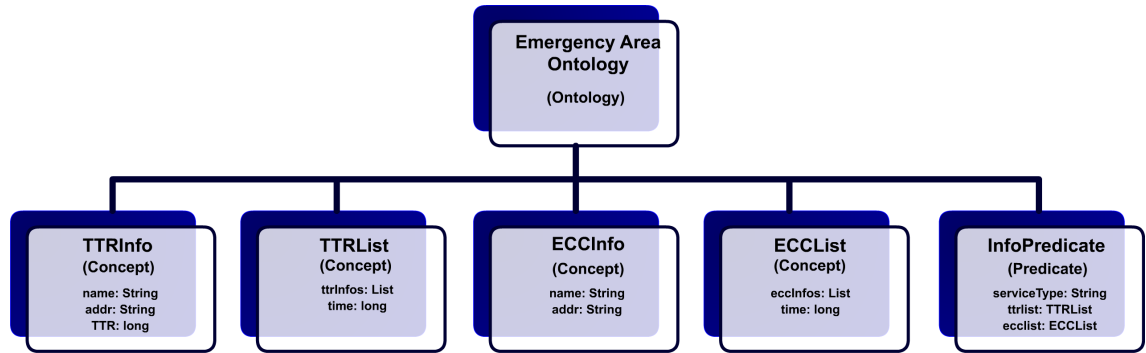 Emergency Area
Ontology
(Ontology)
TTRInfo
(Concept)
name: String
addr: String
TTR: long
TTRList
(Concept)
ttrInfos: List
time: long
ECCInfo
(Concept)
name: String
addr: String
ECCList
(Concept)
eccInfos: List
time: long
InfoPredicate
(Predicate)
serviceType: String
ttrlist: TTRList
ecclist: ECCList